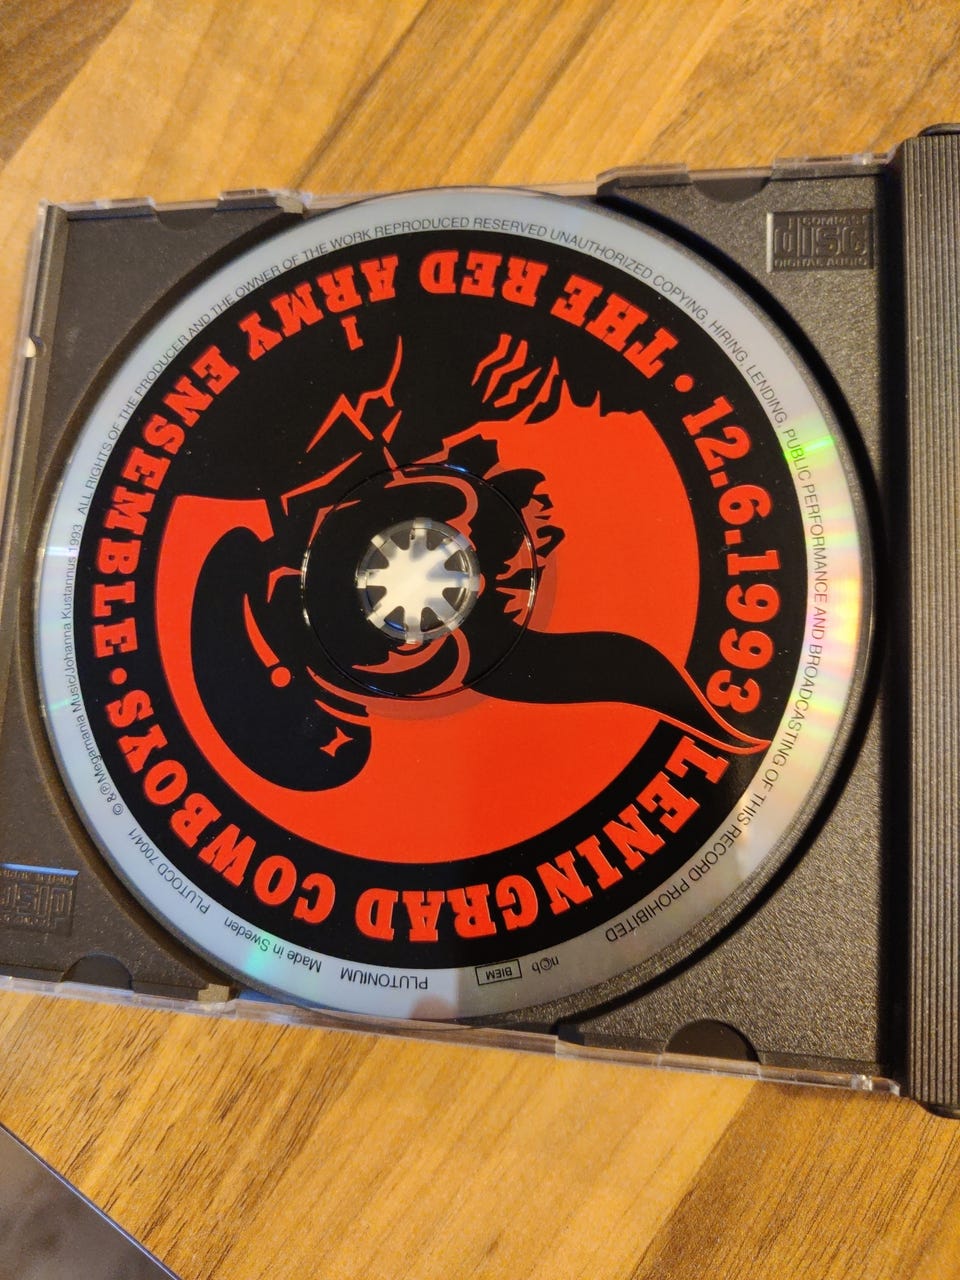 LENINGRAD COWBOYS · THE RED ARMY ENSEMBLE · 12.6.1993
1
ALL RIGHTS OF THE PRODUCER AND THE OWNER OF THE WORK REPRODUCED RESERVED UNAUTHORIZED COPYING, HIRING, LENDING, PUBLIC PERFORMANCE AND BROADCASTING OF THIS RECORD PROHIBITED
n©b
BIEM
PLUTONIUM
Made in Sweden
PLUTOCD 7004/1
©&℗Megamania Music/Johanna Kustannus 1993
COMPACT
disc
DIGITAL AUDIO